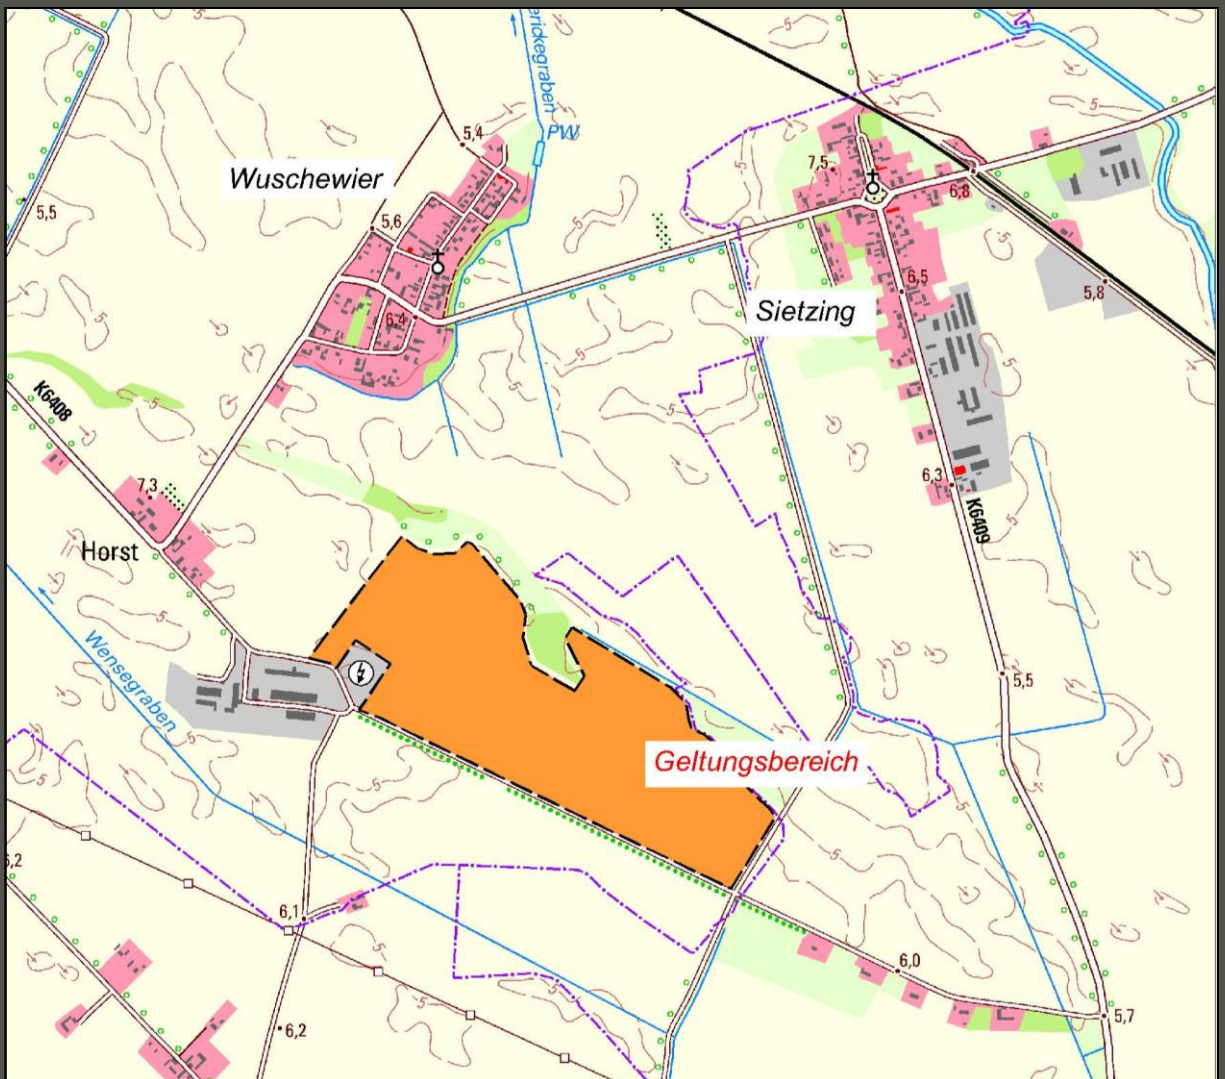 erickegraben
5,4
PW
Wuschewier
7,5
6,8
5,5
5,6
6,5
5,8
6,4
Sietzing
K6408
7,3
6,3
K6409
Horst
Wensegraben
5,5
Geltungsbereich
6,2
6,1
6,0
5,7
6,2